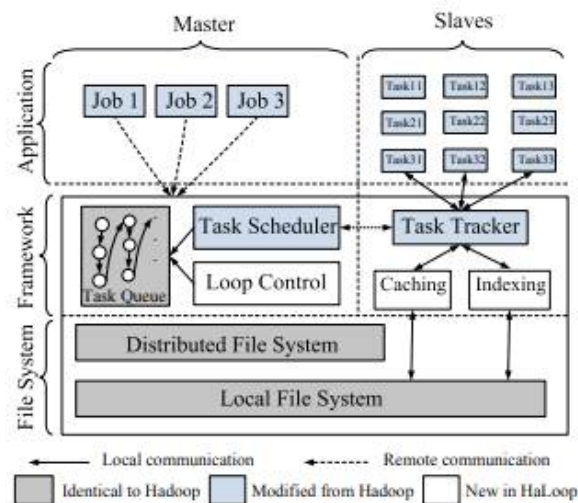 Master
Slaves
Application
Job 1
Job 2
Job 3
Task11
Task12
Task13
Task21
Task22
Task23
Task31
Task32
Task33
Framework
Task Queue
Task Scheduler
Loop Control
Task Tracker
Caching
Indexing
File System
Distributed File System
Local File System
Local communication
Remote communication
Identical to Hadoop
Modified from Hadoop
New in HaLoop